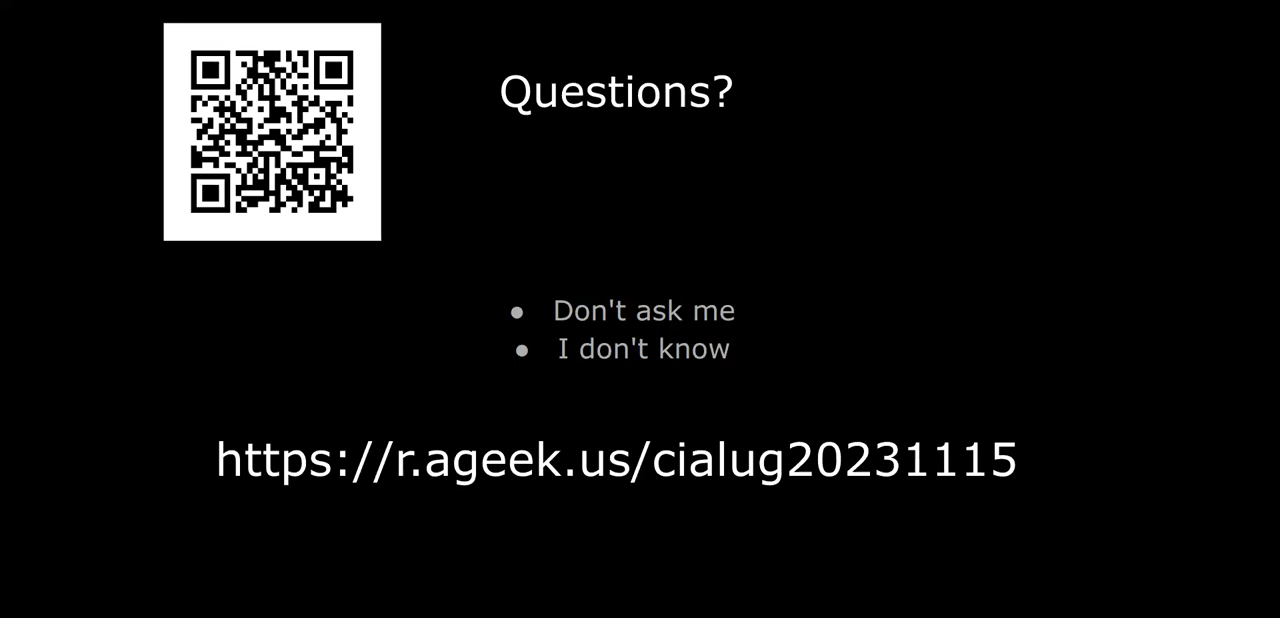 Questions?
● Don't ask me
● I don't know
https://r.ageek.us/cialug20231115